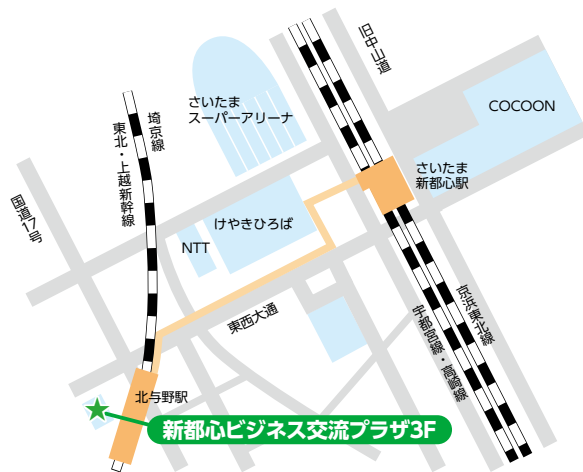 旧中山道
さいたま
スーパーアリーナ
COCOON
埼京線
東北・上越新幹線
さいたま
新都心駅
国道17号
けやきひろば
NTT
東西大通
京浜東北線
宇都宮線・高崎線
北与野駅
新都心ビジネス交流プラザ3F